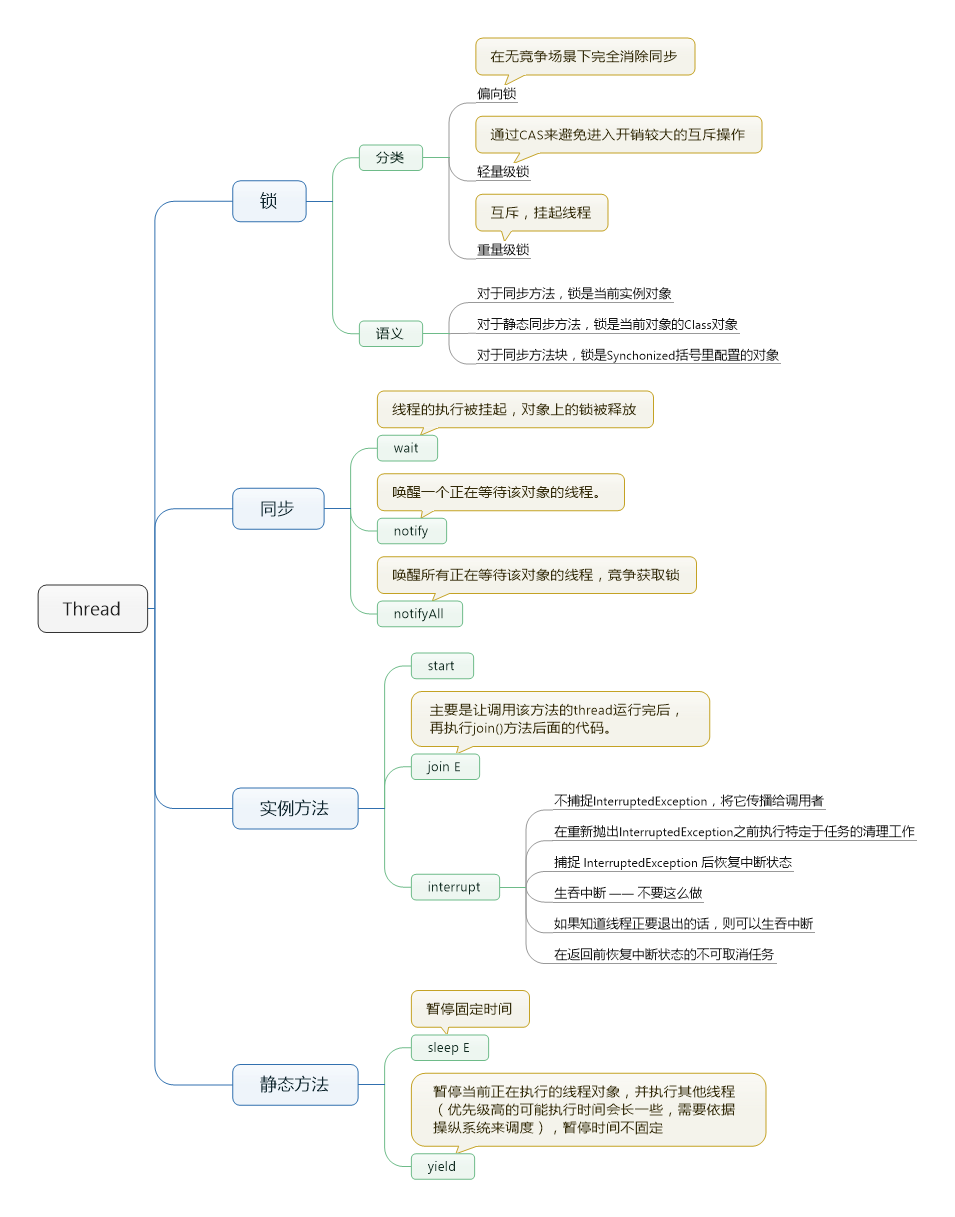 Thread
锁
分类
在无竞争场景下完全消除同步
偏向锁
通过CAS来避免进入开销较大的互斥操作
轻量级锁
互斥，挂起线程
重量级锁
语义
对于同步方法，锁是当前实例对象
对于静态同步方法，锁是当前对象的Class对象
对于同步方法块，锁是Synchonized括号里配置的对象
同步
线程的执行被挂起，对象上的锁被释放
wait
唤醒一个正在等待该对象的线程。
notify
唤醒所有正在等待该对象的线程，竞争获取锁
notifyAll
实例方法
start
主要是让调用该方法的thread运行完后，
再执行join()方法后面的代码。
join E
interrupt
不捕捉InterruptedException，将它传播给调用者
在重新抛出InterruptedException之前执行特定于任务的清理工作
捕捉 InterruptedException 后恢复中断状态
生吞中断 —— 不要这么做
如果知道线程正要退出的话，则可以生吞中断
在返回前恢复中断状态的不可取消任务
静态方法
暂停固定时间
sleep E
暂停当前正在执行的线程对象，并执行其他线程
（优先级高的可能执行时间会长一些，需要依据
操纵系统来调度），暂停时间不固定
yield